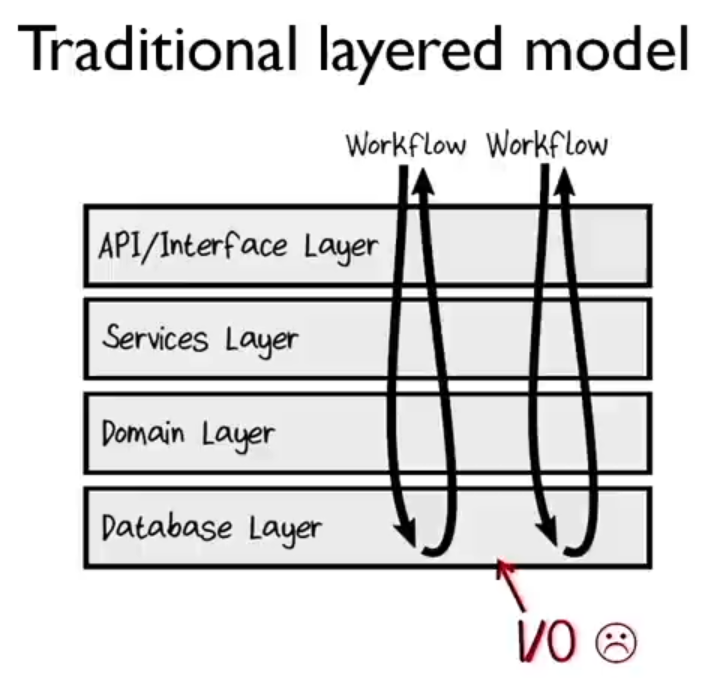 Traditional layered model
Workflow Workflow
API/Interface Layer
Services Layer
Domain Layer
Database Layer
I/O